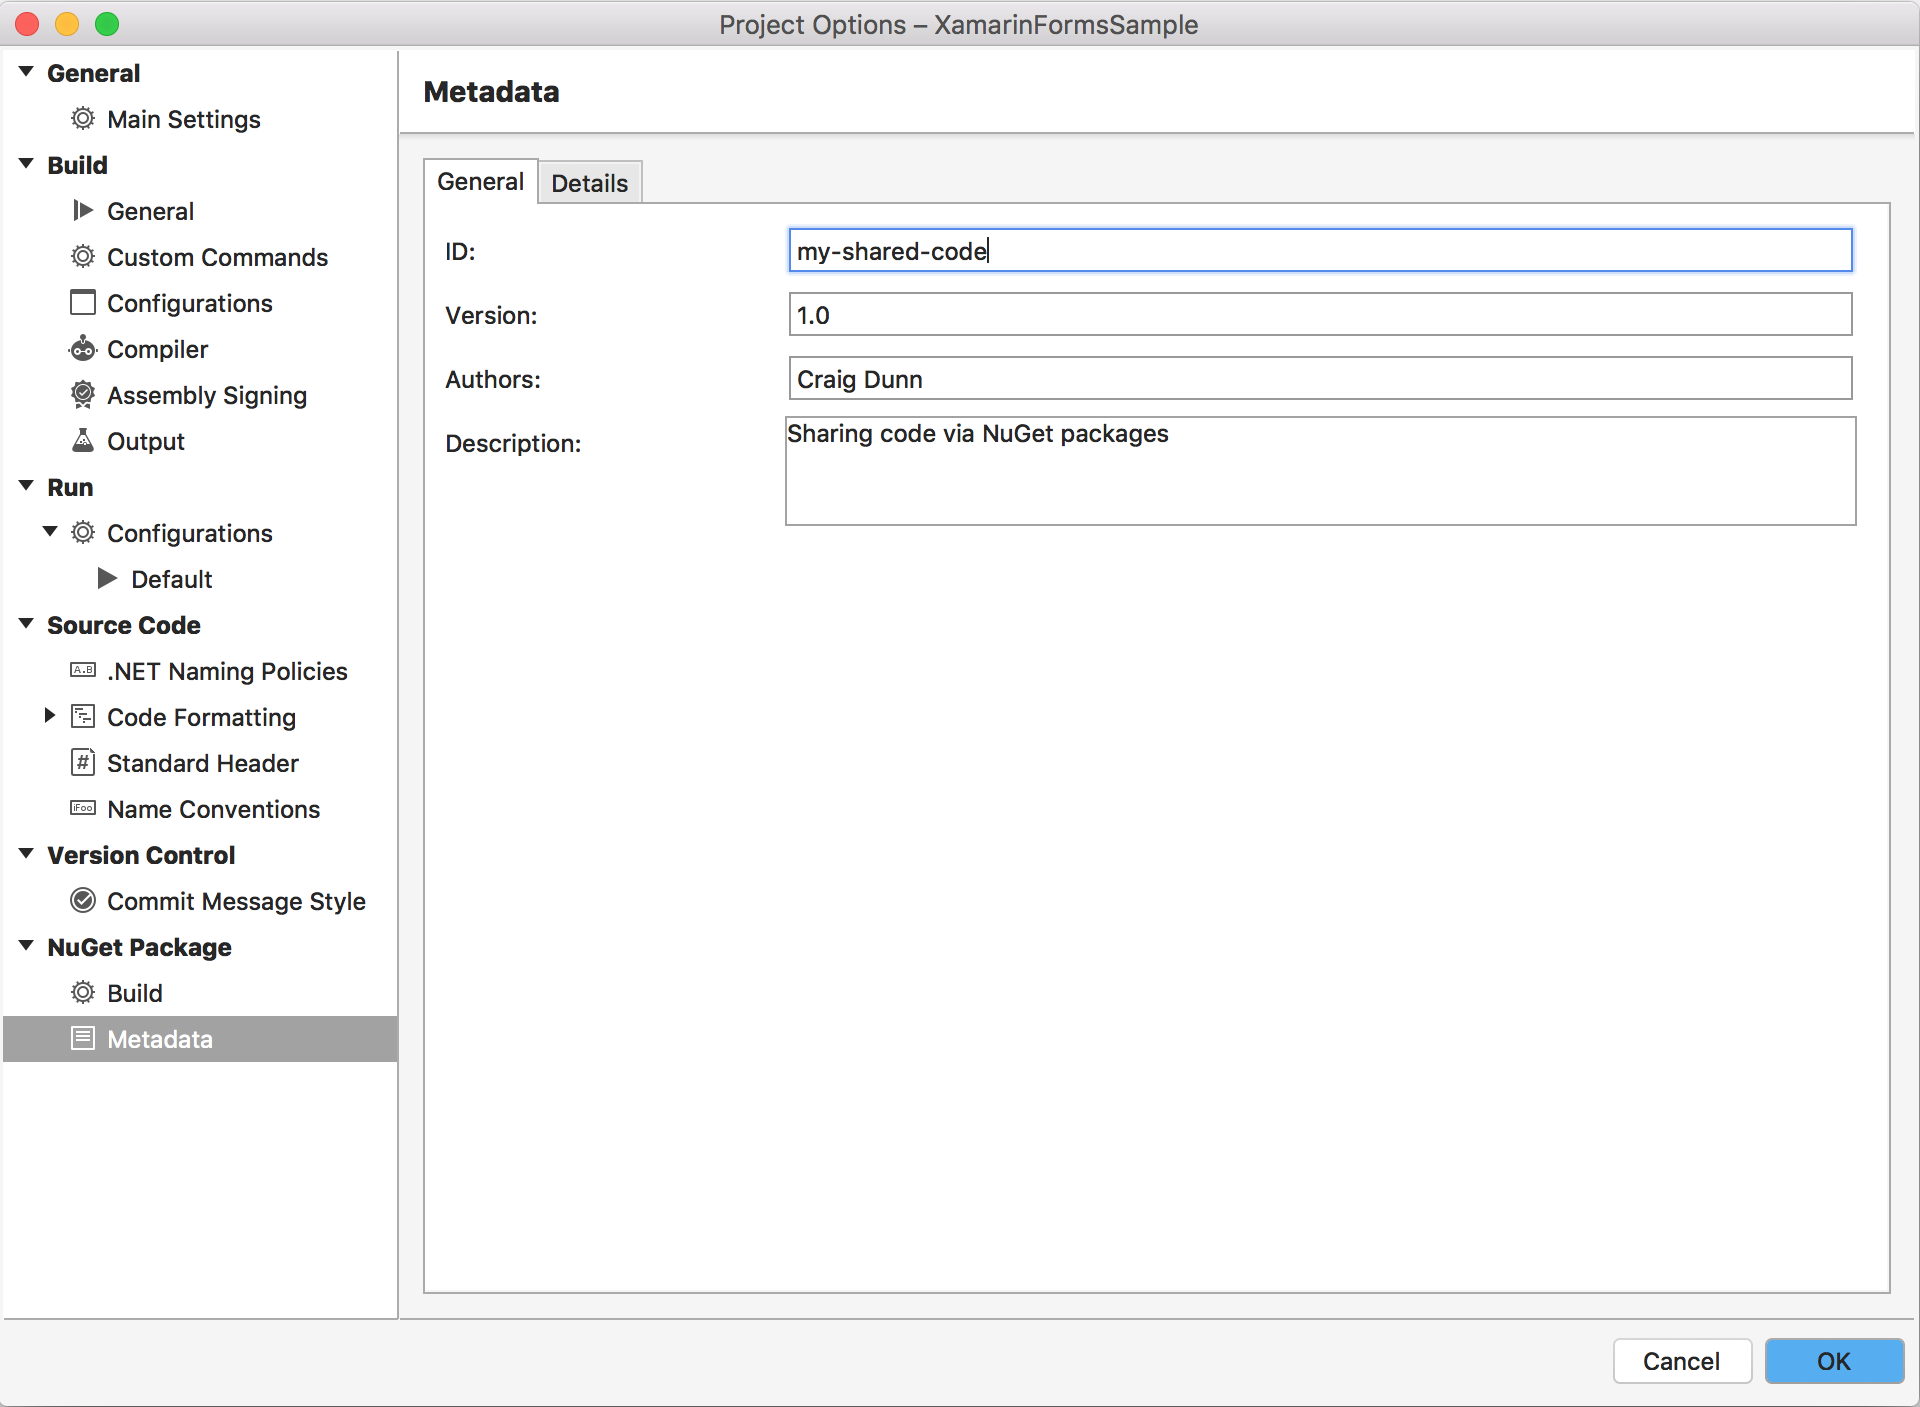 Project Options – XamarinFormsSample
General
Main Settings
Build
General
Custom Commands
Configurations
Compiler
Assembly Signing
Output
Run
Configurations
Default
Source Code
A.B .NET Naming Policies
Code Formatting
# Standard Header
iFoo Name Conventions
Version Control
Commit Message Style
NuGet Package
Build
Metadata
Metadata
General Details
ID: my-shared-code
Version: 1.0
Authors: Craig Dunn
Description: Sharing code via NuGet packages
Cancel OK